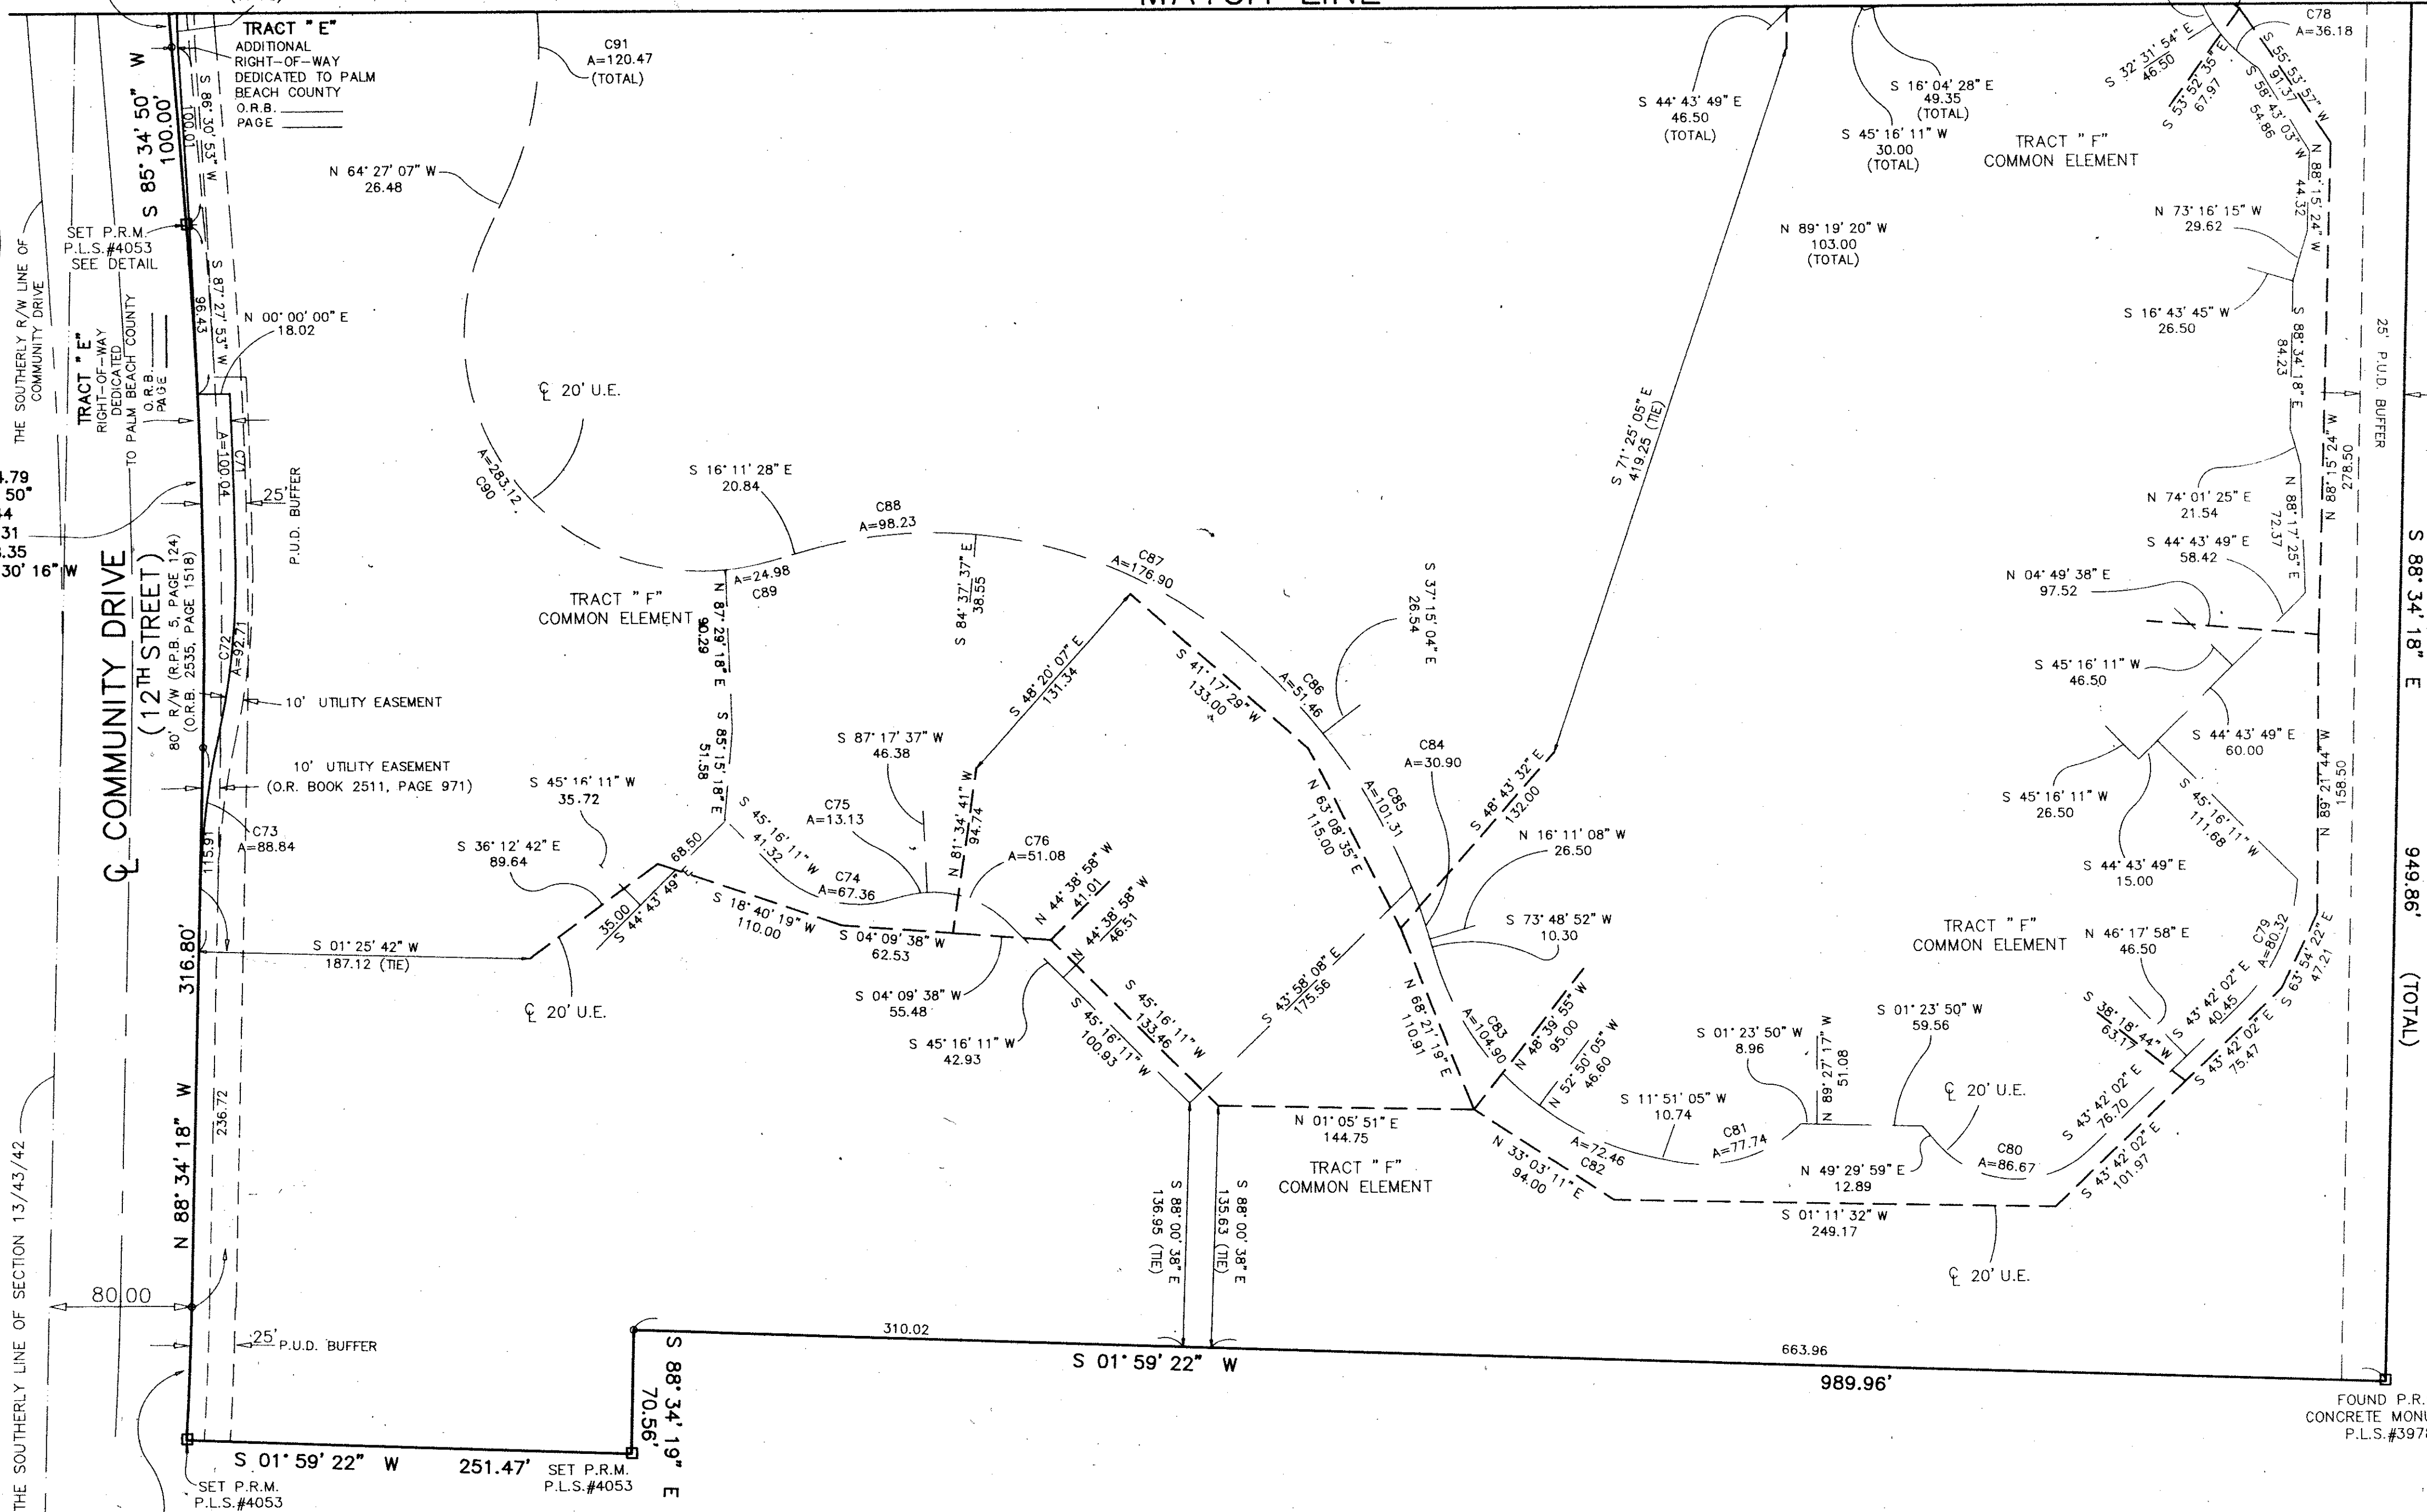 MATCH LINE
TRACT " E"
ADDITIONAL
RIGHT-OF-WAY
DEDICATED TO PALM
BEACH COUNTY
O.R.B.
PAGE
C91
A=120.47
(TOTAL)
S 85° 34' 50" W
100.00'
S 86° 30' 53" W
100.01
N 64° 27' 07" W
26.48
SET P.R.M.
P.L.S.#4053
SEE DETAIL
THE SOUTHERLY R/W LINE OF
COMMUNITY DRIVE
S 87° 27' 53" W
96.43
N 00° 00' 00" E
18.02
TRACT " E"
RIGHT-OF-WAY
DEDICATED
TO PALM BEACH COUNTY
O.R.B.
PAGE
C71
A=100.04
25'
P.U.D. BUFFER
4.79
50"
31
.35
30' 16" W
℄ COMMUNITY DRIVE
(12TH STREET)
80' R/W (R.P.B. 5, PAGE 124)
(O.R.B. 2535, PAGE 1518)
C72
A=92.71
10' UTILITY EASEMENT
10' UTILITY EASEMENT
(O.R. BOOK 2511, PAGE 971)
C73
A=88.84
115.91
316.80'
N 88° 34' 18" W
236.72
S 01° 25' 42" W
187.12 (TIE)
80.00
25'
P.U.D. BUFFER
THE SOUTHERLY LINE OF SECTION 13/43/42
S 01° 59' 22" W 251.47'
SET P.R.M.
P.L.S.#4053
SET P.R.M.
P.L.S.#4053
S 88° 34' 19" E
70.56'
℄ 20' U.E.
A=283.12
C90
S 16° 11' 28" E
20.84
C88
A=98.23
A=24.98
C89
TRACT " F"
COMMON ELEMENT
N 87° 29' 18" E
90.29
S 85° 15' 18" E
51.58
S 84° 37' 37" E
38.55
C87
A=176.90
S 48° 20' 07" E
131.34
S 41° 17' 29" W
133.00
S 37° 15' 04" E
26.54
C86
A=51.46
S 87° 17' 37" W
46.38
S 45° 16' 11" W
35.72
S 36° 12' 42" E
89.64
68.50
S 45° 16' 11" W
41.32
C75
A=13.13
N 81° 34' 41" W
94.74
C76
A=51.08
C74
A=67.36
35.00
S 44° 43' 49" E
S 18° 40' 19" W
110.00
S 04° 09' 38" W
62.53
℄ 20' U.E.
S 04° 09' 38" W
55.48
N 44° 38' 58" W
41.01
N 44° 38' 58" W
46.51
S 45° 16' 11" W
42.93
S 45° 16' 11" W
133.46
S 45° 16' 11" W
100.93
C85
A=101.31
N 63° 08' 35" E
115.00
C84
A=30.90
S 48° 43' 32" E
132.00
N 16° 11' 08" W
26.50
S 73° 48' 52" W
10.30
S 43° 58' 08" E
175.56
N 68° 21' 19" E
110.91
C83
A=104.90
N 48° 39' 55" W
95.00
N 52° 50' 05" W
46.60
S 71° 25' 05" E
419.25 (TIE)
N 01° 05' 51" E
144.75
TRACT " F"
COMMON ELEMENT
N 33° 03' 11" E
94.00
A=72.46
C82
S 11° 51' 05" W
10.74
C81
A=77.74
S 01° 23' 50" W
8.96
N 89° 27' 17" W
51.08
S 01° 23' 50" W
59.56
℄ 20' U.E.
N 49° 29' 59" E
12.89
C80
A=86.67
S 01° 11' 32" W
249.17
℄ 20' U.E.
S 88° 00' 38" E
136.95 (TIE)
S 88° 00' 38" E
135.63 (TIE)
310.02
S 01° 59' 22" W
663.96
989.96'
S 44° 43' 49" E
46.50
(TOTAL)
S 16° 04' 28" E
49.35
(TOTAL)
S 45° 16' 11" W
30.00
(TOTAL)
N 89° 19' 20" W
103.00
(TOTAL)
TRACT " F"
COMMON ELEMENT
S 32° 31' 54" E
46.50
S 53° 52' 35" E
67.97
C78
A=36.18
S 55° 53' 57" W
91.37
S 58° 43' 03" W
54.86
N 88° 15' 24" W
44.32
N 73° 16' 15" W
29.62
S 16° 43' 45" W
26.50
S 88° 34' 18" E
84.23
25' P.U.D. BUFFER
N 88° 15' 24" W
278.50
N 74° 01' 25" E
21.54
N 88° 17' 25" E
72.37
S 44° 43' 49" E
58.42
N 04° 49' 38" E
97.52
S 45° 16' 11" W
46.50
S 44° 43' 49" E
60.00
S 45° 16' 11" W
26.50
S 45° 16' 11" W
111.68
S 44° 43' 49" E
15.00
N 89° 21' 44" W
158.50
S 88° 34' 18" E 949.86' (TOTAL)
TRACT " F"
COMMON ELEMENT
N 46° 17' 58" E
46.50
C79
A=80.32
S 63° 54' 22" E
47.21
S 43° 42' 02" E
40.45
S 38° 18' 44" W
63.17
S 43° 42' 02" E
75.47
S 43° 42' 02" E
76.70
S 43° 42' 02" E
101.97
FOUND P.R.
CONCRETE MONU
P.L.S.#3978